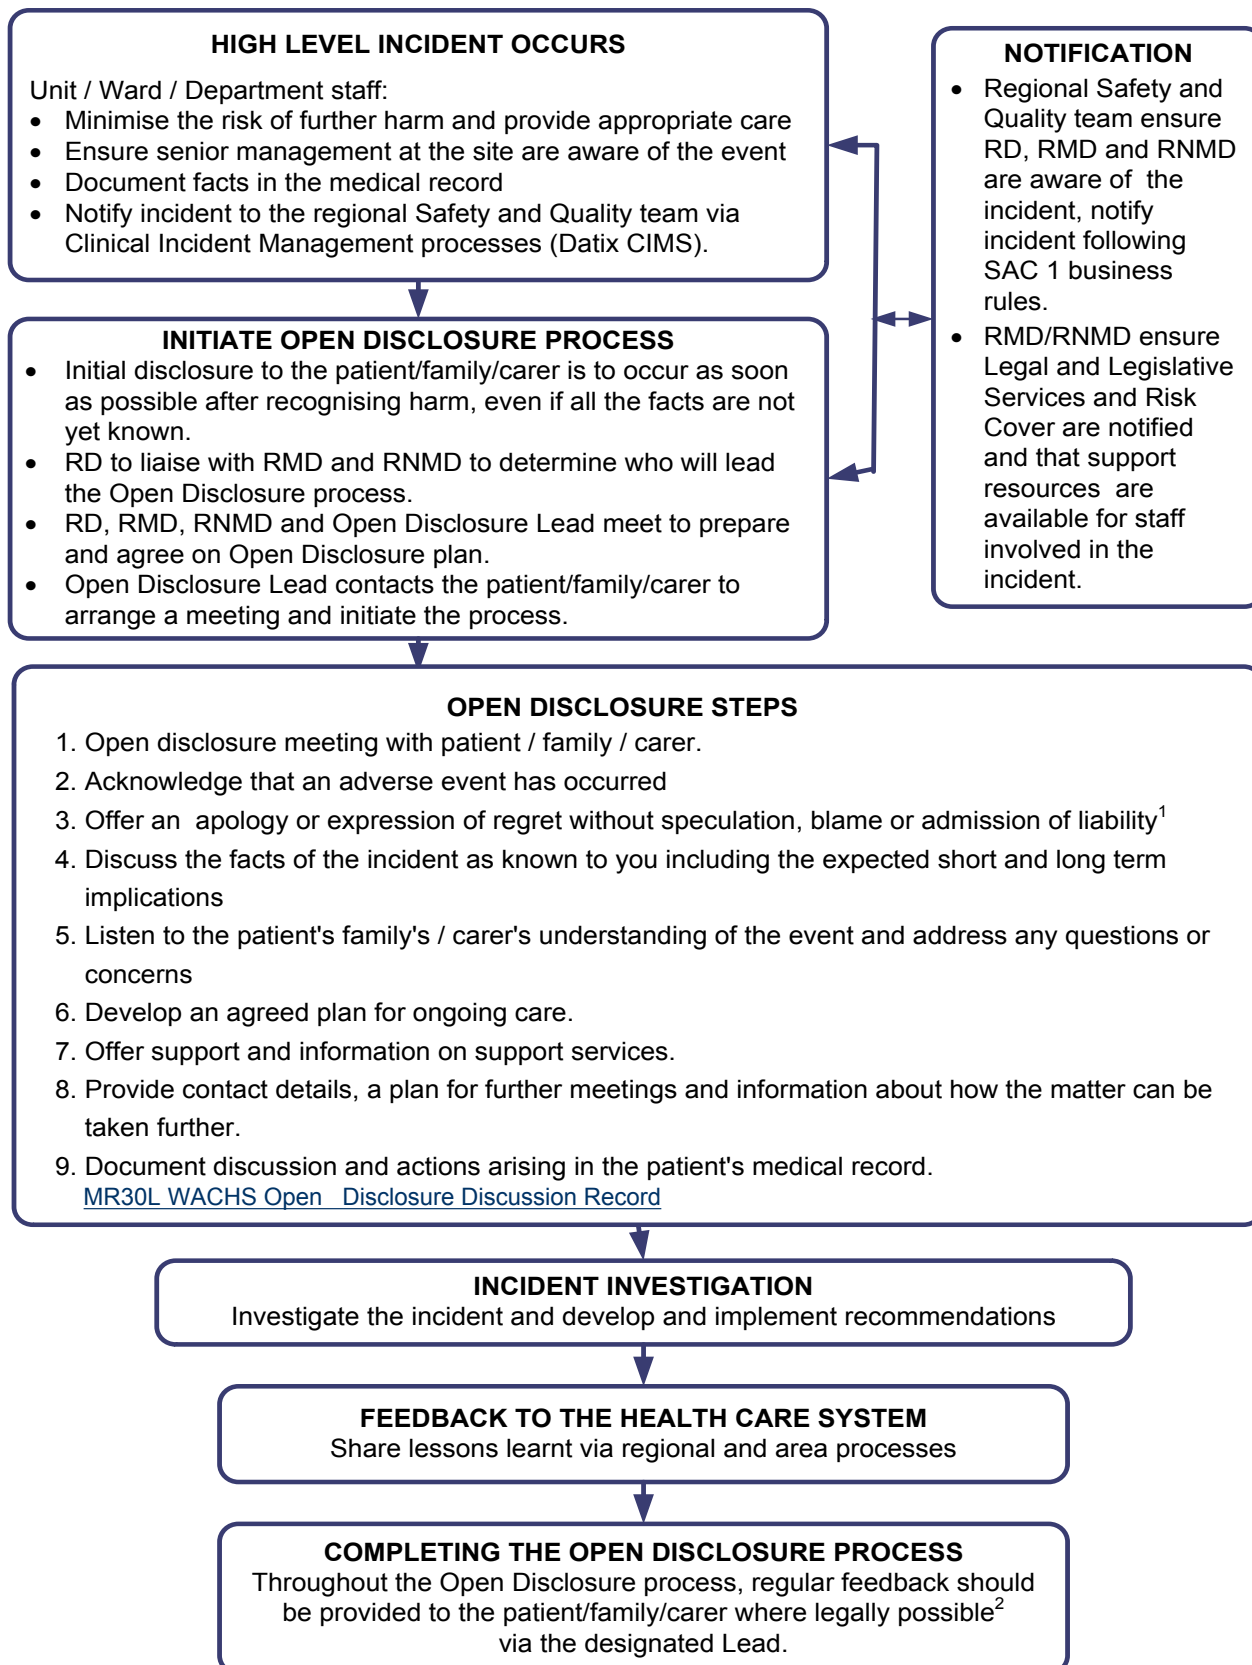 HIGH LEVEL INCIDENT OCCURS
Unit / Ward / Department staff:
• Minimise the risk of further harm and provide appropriate care
• Ensure senior management at the site are aware of the event
• Document facts in the medical record
• Notify incident to the regional Safety and Quality team via
Clinical Incident Management processes (Datix CIMS).
NOTIFICATION
• Regional Safety and
Quality team ensure
RD, RMD and RNMD
are aware of the
incident, notify
incident following
SAC 1 business
rules.
• RMD/RNMD ensure
Legal and Legislative
Services and Risk
Cover are notified
and that support
resources are
available for staff
involved in the
incident.
INITIATE OPEN DISCLOSURE PROCESS
• Initial disclosure to the patient/family/carer is to occur as soon
as possible after recognising harm, even if all the facts are not
yet known.
• RD to liaise with RMD and RNMD to determine who will lead
the Open Disclosure process.
• RD, RMD, RNMD and Open Disclosure Lead meet to prepare
and agree on Open Disclosure plan.
• Open Disclosure Lead contacts the patient/family/carer to
arrange a meeting and initiate the process.
OPEN DISCLOSURE STEPS
1. Open disclosure meeting with patient / family / carer.
2. Acknowledge that an adverse event has occurred
3. Offer an apology or expression of regret without speculation, blame or admission of liability¹
4. Discuss the facts of the incident as known to you including the expected short and long term
implications
5. Listen to the patient's family's / carer's understanding of the event and address any questions or
concerns
6. Develop an agreed plan for ongoing care.
7. Offer support and information on support services.
8. Provide contact details, a plan for further meetings and information about how the matter can be
taken further.
9. Document discussion and actions arising in the patient's medical record.
MR30L WACHS Open Disclosure Discussion Record
INCIDENT INVESTIGATION
Investigate the incident and develop and implement recommendations
FEEDBACK TO THE HEALTH CARE SYSTEM
Share lessons learnt via regional and area processes
COMPLETING THE OPEN DISCLOSURE PROCESS
Throughout the Open Disclosure process, regular feedback should
be provided to the patient/family/carer where legally possible²
via the designated Lead.